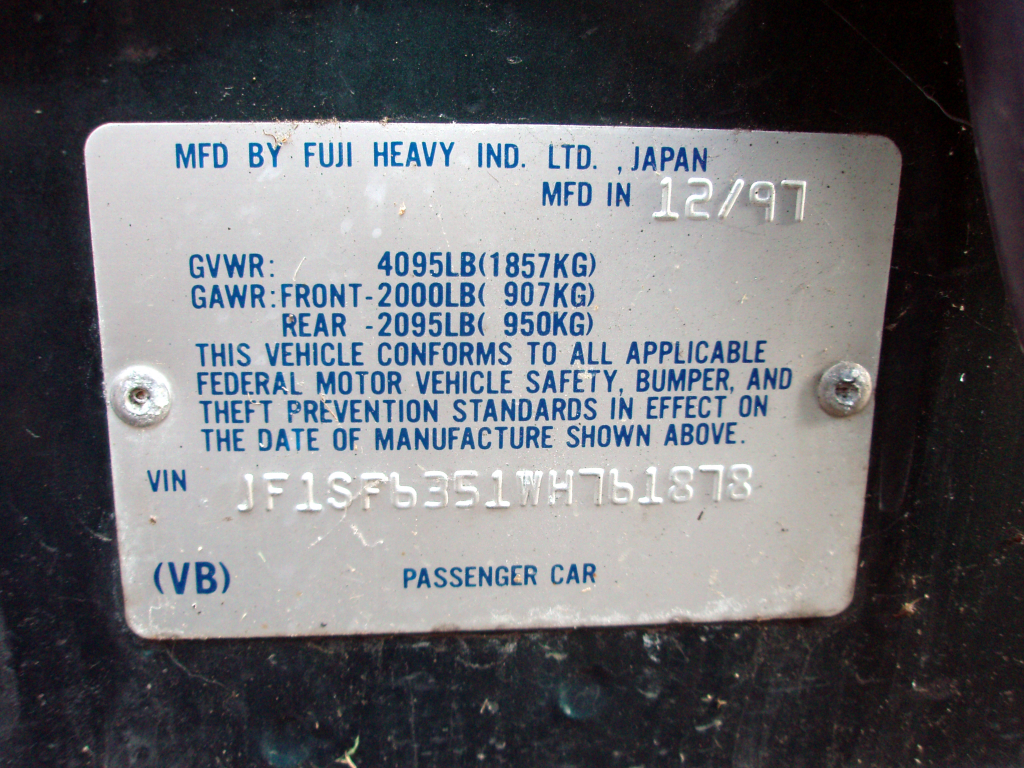 MFD BY FUJI HEAVY IND. LTD. , JAPAN
MFD IN 12/97
GVWR: 4095LB(1857KG)
GAWR:FRONT-2000LB( 907KG)
REAR -2095LB( 950KG)
THIS VEHICLE CONFORMS TO ALL APPLICABLE
FEDERAL MOTOR VEHICLE SAFETY, BUMPER, AND
THEFT PREVENTION STANDARDS IN EFFECT ON
THE DATE OF MANUFACTURE SHOWN ABOVE.
VIN JF1SF6351WH761878
(VB) PASSENGER CAR